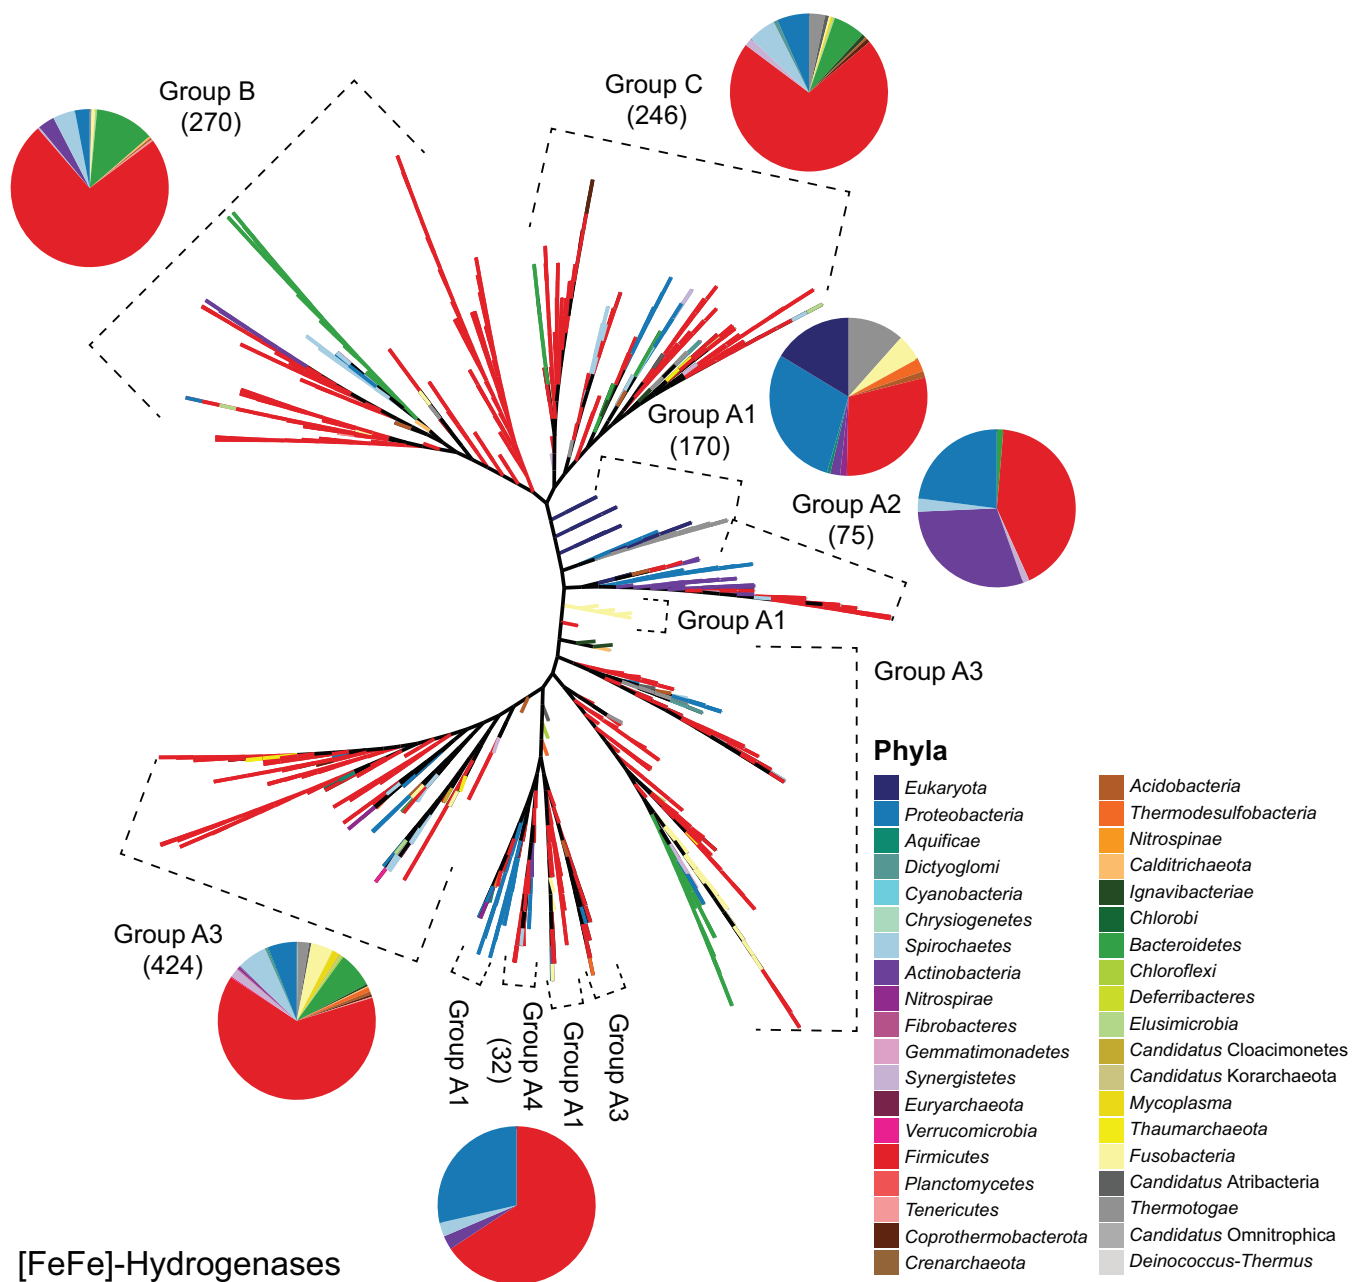 Group B
(270)
Group C
(246)
Group A1
(170)
Group A2
(75)
Group A1
Group A3
Group A3
(424)
Group A1
(32)
Group A4
Group A1
Group A3
Phyla
Eukaryota
Proteobacteria
Aquificae
Dictyoglomi
Cyanobacteria
Chrysiogenetes
Spirochaetes
Actinobacteria
Nitrospirae
Fibrobacteres
Gemmatimonadetes
Synergistetes
Euryarchaeota
Verrucomicrobia
Firmicutes
Planctomycetes
Tenericutes
Coprothermobacterota
Crenarchaeota
Acidobacteria
Thermodesulfobacteria
Nitrospinae
Calditrichaeota
Ignavibacteriae
Chlorobi
Bacteroidetes
Chloroflexi
Deferribacteres
Elusimicrobia
Candidatus Cloacimonetes
Candidatus Korarchaeota
Mycoplasma
Thaumarchaeota
Fusobacteria
Candidatus Atribacteria
Thermotogae
Candidatus Omnitrophica
Deinococcus-Thermus
[FeFe]-Hydrogenases